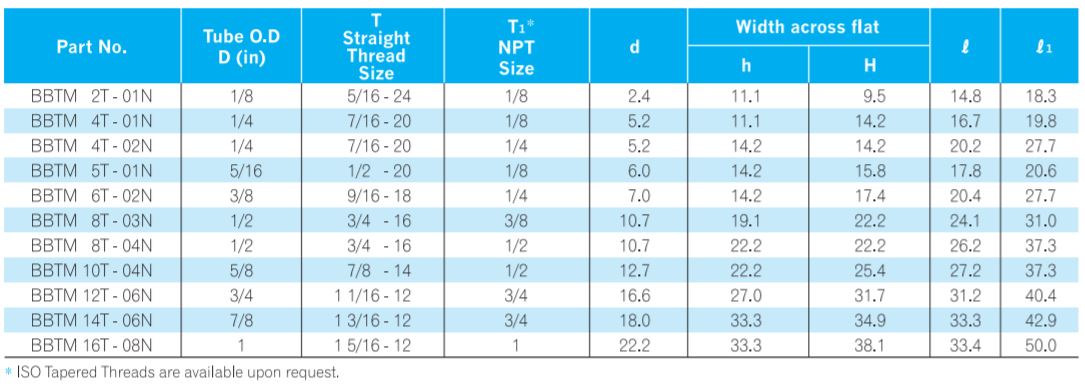 Part No. Tube O.D D (in) T Straight Thread Size T1* NPT Size d Width across flat ℓ ℓ1
h H
BBTM 2T - 01N 1/8 5/16 - 24 1/8 2.4 11.1 9.5 14.8 18.3
BBTM 4T - 01N 1/4 7/16 - 20 1/8 5.2 11.1 14.2 16.7 19.8
BBTM 4T - 02N 1/4 7/16 - 20 1/4 5.2 14.2 14.2 20.2 27.7
BBTM 5T - 01N 5/16 1/2 - 20 1/8 6.0 14.2 15.8 17.8 20.6
BBTM 6T - 02N 3/8 9/16 - 18 1/4 7.0 14.2 17.4 20.4 27.7
BBTM 8T - 03N 1/2 3/4 - 16 3/8 10.7 19.1 22.2 24.1 31.0
BBTM 8T - 04N 1/2 3/4 - 16 1/2 10.7 22.2 22.2 26.2 37.3
BBTM 10T - 04N 5/8 7/8 - 14 1/2 12.7 22.2 25.4 27.2 37.3
BBTM 12T - 06N 3/4 1 1/16 - 12 3/4 16.6 27.0 31.7 31.2 40.4
BBTM 14T - 06N 7/8 1 3/16 - 12 3/4 18.0 33.3 34.9 33.3 42.9
BBTM 16T - 08N 1 1 5/16 - 12 1 22.2 33.3 38.1 33.4 50.0
* ISO Tapered Threads are available upon request.